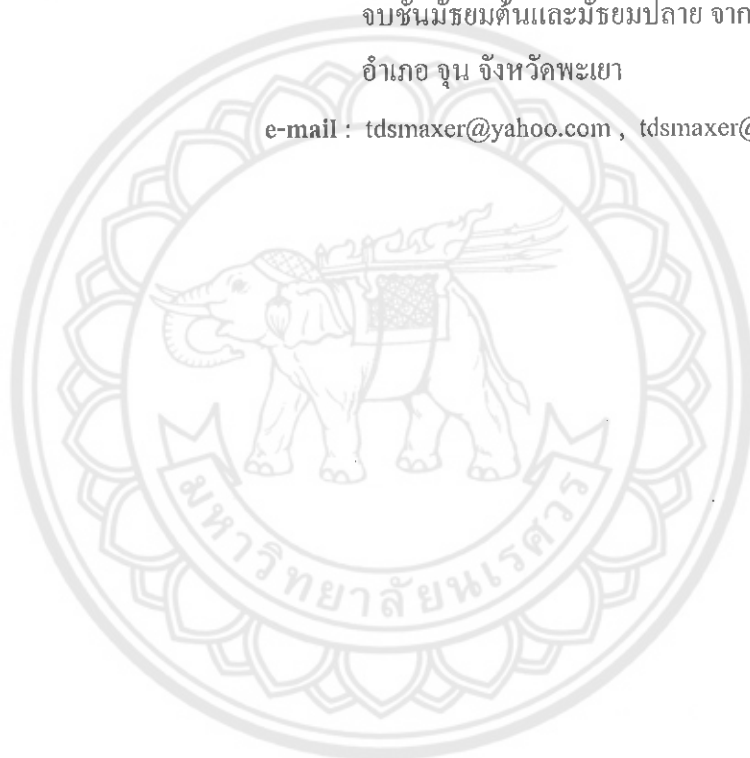 จบชั้นมัธยมต้นและมัธยมปลาย จาก
อำเภอ จุน จังหวัดพะเยา
e-mail : tdsmaxer@yahoo.com , tdsmaxer@
มหาวิทยาลัยนเรศวร